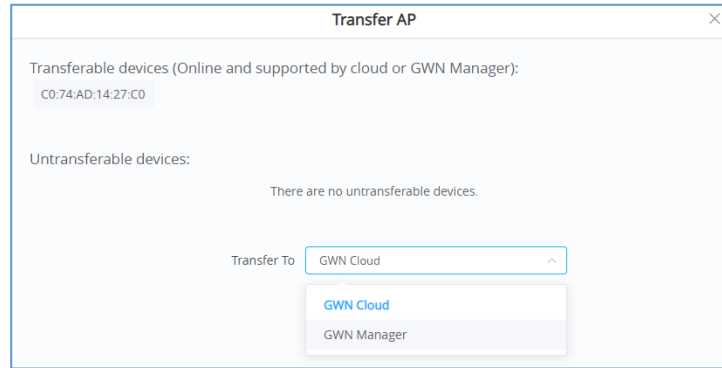 Transfer AP
Transferable devices (Online and supported by cloud or GWN Manager):
C0:74:AD:14:27:C0
Untransferable devices:
There are no untransferable devices.
Transfer To GWN Cloud
GWN Cloud
GWN Manager